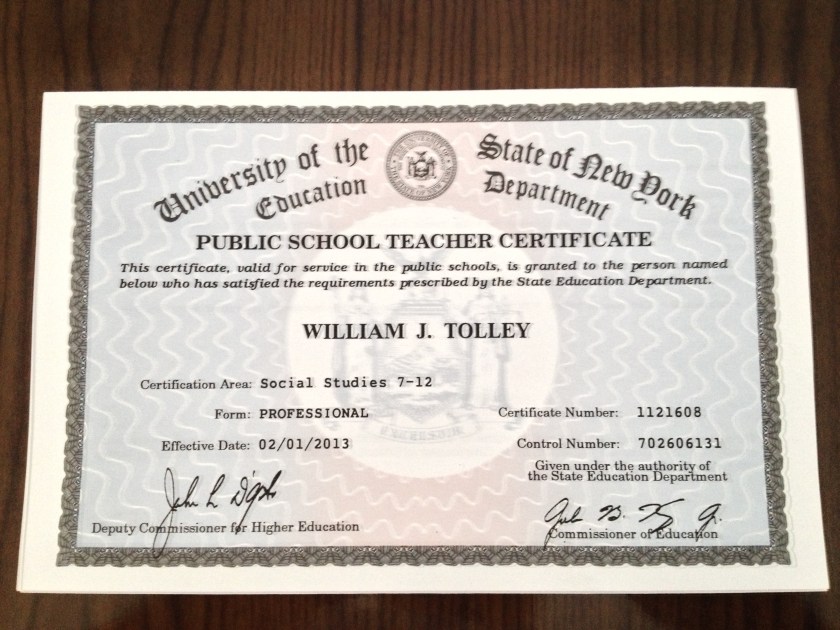 University of the State of New York
Education Department
PUBLIC SCHOOL TEACHER CERTIFICATE
This certificate, valid for service in the public schools, is granted to the person named
below who has satisfied the requirements prescribed by the State Education Department.
WILLIAM J. TOLLEY
Certification Area: Social Studies 7-12
Form: PROFESSIONAL
Certificate Number: 1121608
Effective Date: 02/01/2013
Control Number: 702606131
Given under the authority of
the State Education Department
Deputy Commissioner for Higher Education
Commissioner of Education